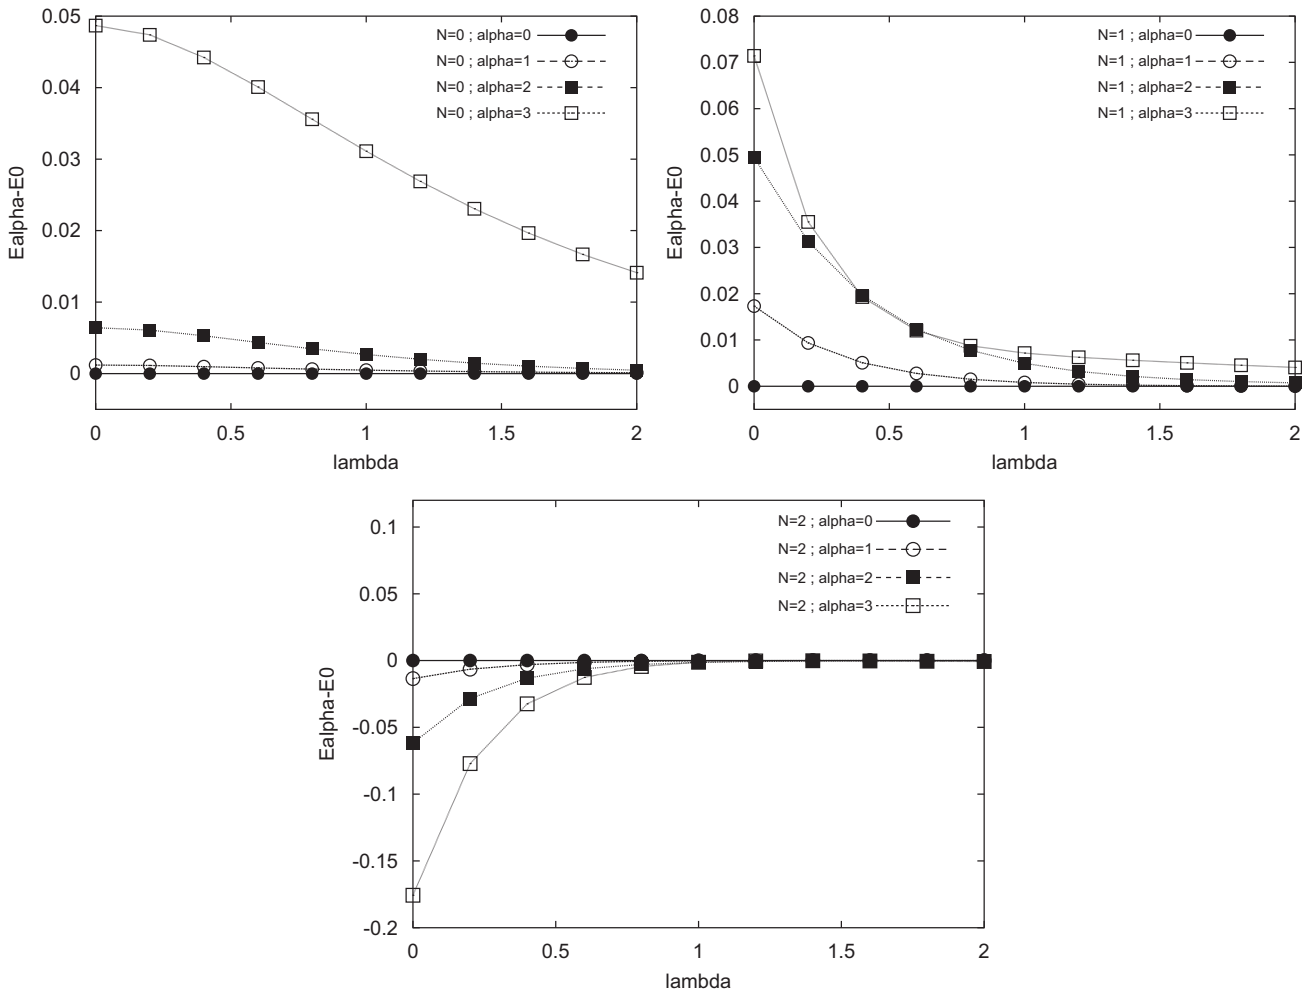 0.05
0.04
0.03
0.02
0.01
0
Ealpha-E0
N=0 ; alpha=0
N=0 ; alpha=1
N=0 ; alpha=2
N=0 ; alpha=3
0 0.5 1 1.5 2
lambda
0.08
0.07
0.06
0.05
0.04
0.03
0.02
0.01
0
Ealpha-E0
N=1 ; alpha=0
N=1 ; alpha=1
N=1 ; alpha=2
N=1 ; alpha=3
0 0.5 1 1.5 2
lambda
0.1
0.05
0
-0.05
-0.1
-0.15
-0.2
Ealpha-E0
N=2 ; alpha=0
N=2 ; alpha=1
N=2 ; alpha=2
N=2 ; alpha=3
0 0.5 1 1.5 2
lambda